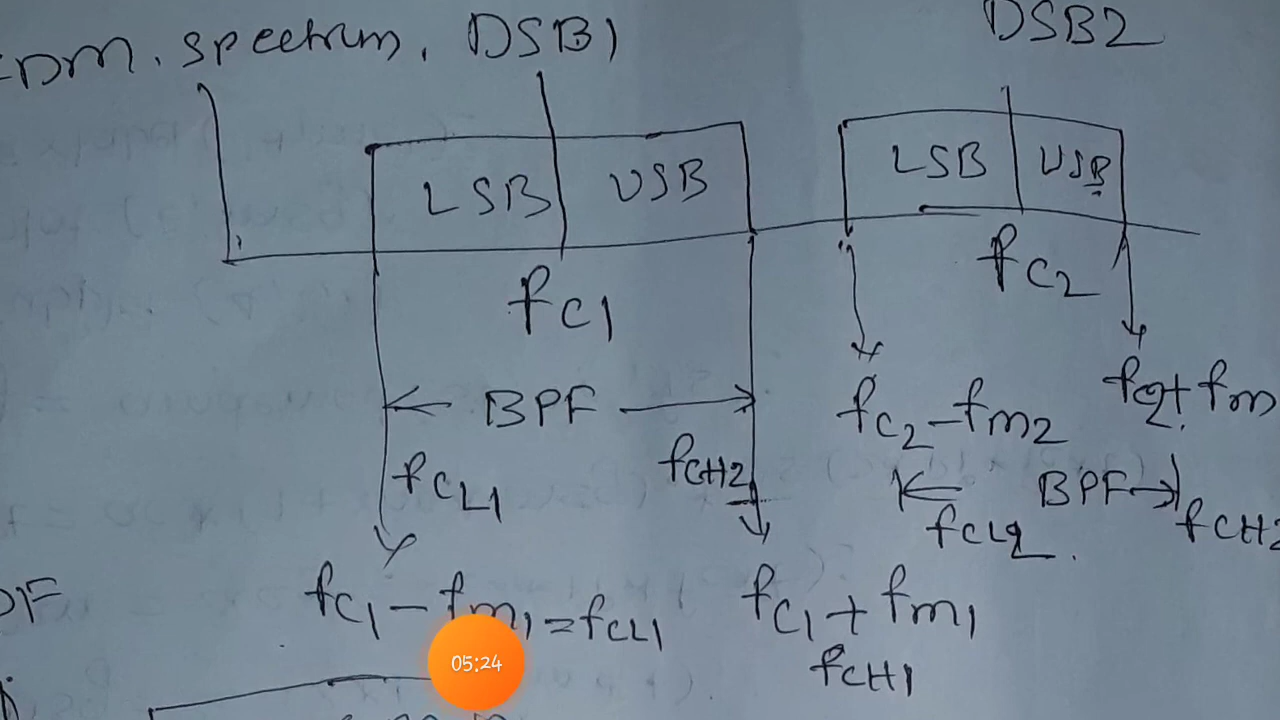 FDM. spectrum. DSB1
DSB2
LSB USB
LSB USB
fC1
fC2
BPF
fC2-fm2
fC2+fm
fCL1
fCH2
BPF
fCL2
fCH2
fC1-fm1=fCL1
fC1+fm1
fCH1
05:24